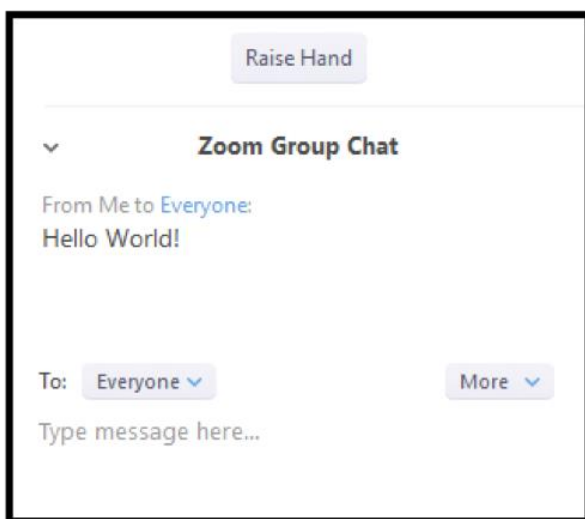 Raise Hand
Zoom Group Chat
From Me to Everyone:
Hello World!
To: Everyone More
Type message here...